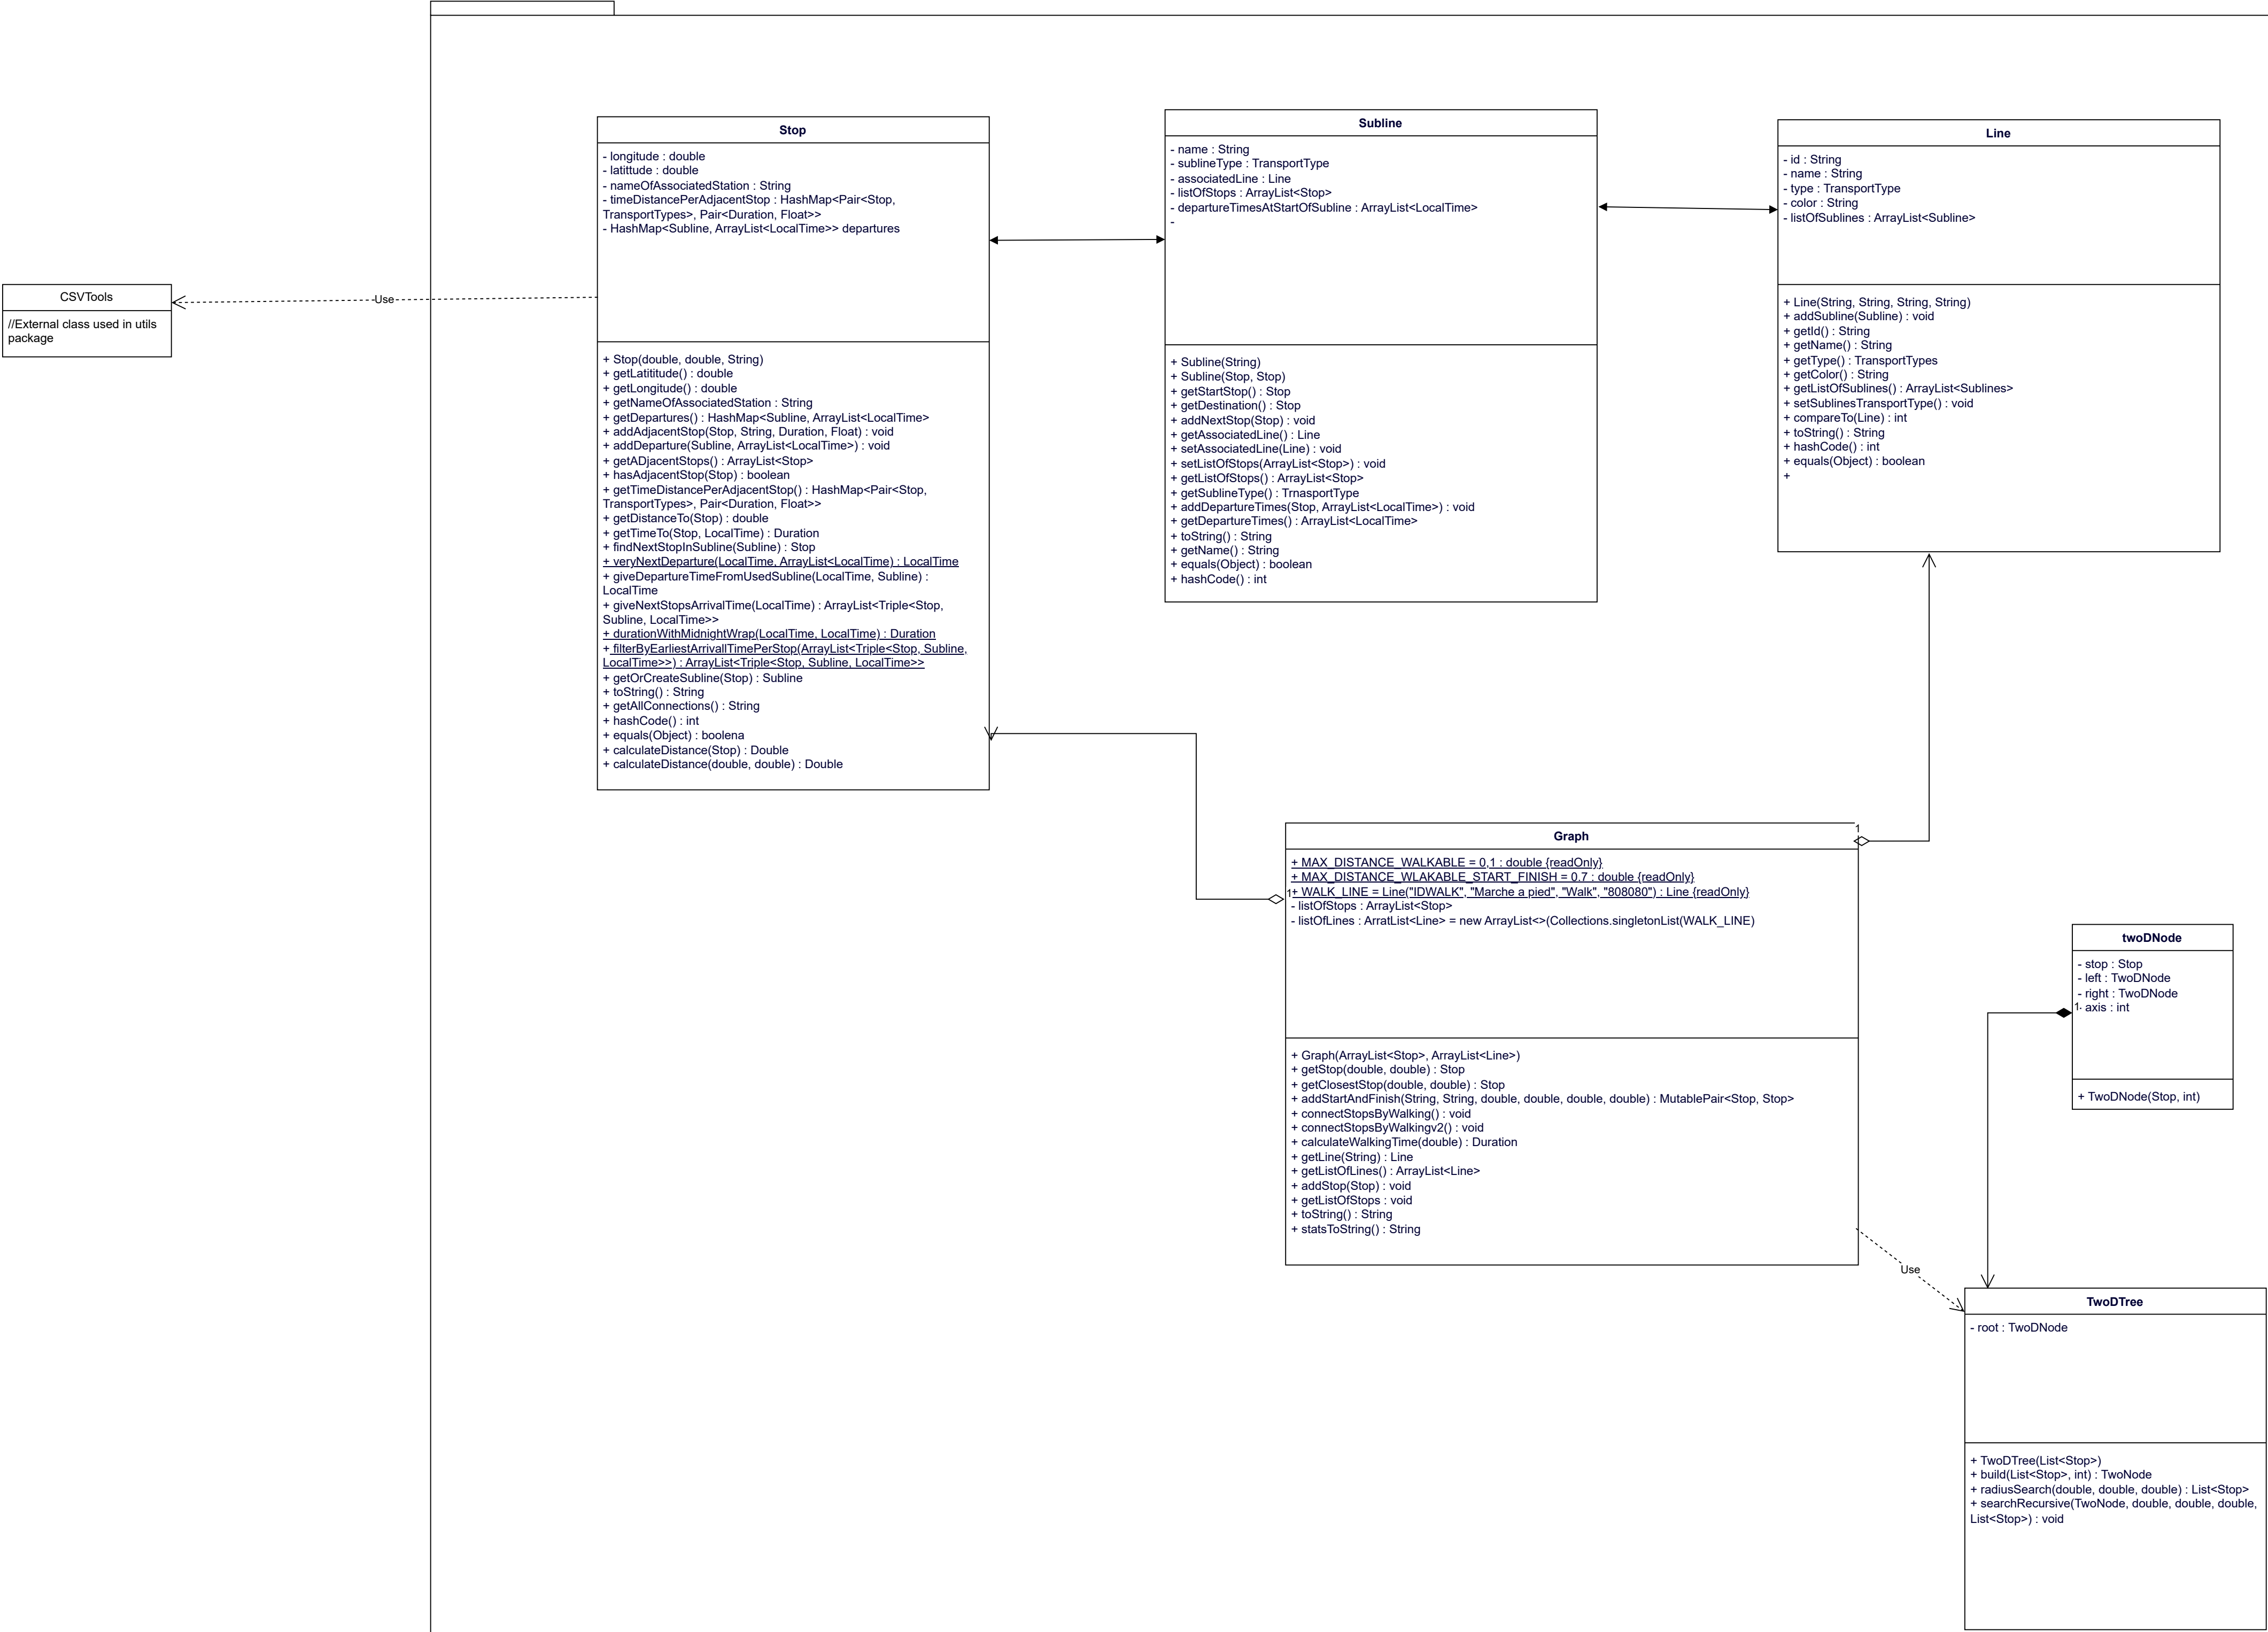 Stop
- longitude : double
- latittude : double
- nameOfAssociatedStation : String
- timeDistancePerAdjacentStop : HashMap<Pair<Stop,
TransportTypes>, Pair<Duration, Float>>
- HashMap<Subline, ArrayList<LocalTime>> departures
+ Stop(double, double, String)
+ getLatititude() : double
+ getLongitude() : double
+ getNameOfAssociatedStation : String
+ getDepartures() : HashMap<Subline, ArrayList<LocalTime>
+ addAdjacentStop(Stop, String, Duration, Float) : void
+ addDeparture(Subline, ArrayList<LocalTime>) : void
+ getADjacentStops() : ArrayList<Stop>
+ hasAdjacentStop(Stop) : boolean
+ getTimeDistancePerAdjacentStop() : HashMap<Pair<Stop,
TransportTypes>, Pair<Duration, Float>>
+ getDistanceTo(Stop) : double
+ getTimeTo(Stop, LocalTime) : Duration
+ findNextStopInSubline(Subline) : Stop
+ veryNextDeparture(LocalTime, ArrayList<LocalTime) : LocalTime
+ giveDepartureTimeFromUsedSubline(LocalTime, Subline) :
LocalTime
+ giveNextStopsArrivalTime(LocalTime) : ArrayList<Triple<Stop,
Subline, LocalTime>>
+ durationWithMidnightWrap(LocalTime, LocalTime) : Duration
+ filterByEarliestArrivallTimePerStop(ArrayList<Triple<Stop, Subline,
LocalTime>>) : ArrayList<Triple<Stop, Subline, LocalTime>>
+ getOrCreateSubline(Stop) : Subline
+ toString() : String
+ getAllConnections() : String
+ hashCode() : int
+ equals(Object) : boolena
+ calculateDistance(Stop) : Double
+ calculateDistance(double, double) : Double
Subline
- name : String
- sublineType : TransportType
- associatedLine : Line
- listOfStops : ArrayList<Stop>
- departureTimesAtStartOfSubline : ArrayList<LocalTime>
-
+ Subline(String)
+ Subline(Stop, Stop)
+ getStartStop() : Stop
+ getDestination() : Stop
+ addNextStop(Stop) : void
+ getAssociatedLine() : Line
+ setAssociatedLine(Line) : void
+ setListOfStops(ArrayList<Stop>) : void
+ getListOfStops() : ArrayList<Stop>
+ getSublineType() : TrnasportType
+ addDepartureTimes(Stop, ArrayList<LocalTime>) : void
+ getDepartureTimes() : ArrayList<LocalTime>
+ toString() : String
+ getName() : String
+ equals(Object) : boolean
+ hashCode() : int
Line
- id : String
- name : String
- type : TransportType
- color : String
- listOfSublines : ArrayList<Subline>
+ Line(String, String, String, String)
+ addSubline(Subline) : void
+ getId() : String
+ getName() : String
+ getType() : TransportTypes
+ getColor() : String
+ getListOfSublines() : ArrayList<Sublines>
+ setSublinesTransportType() : void
+ compareTo(Line) : int
+ toString() : String
+ hashCode() : int
+ equals(Object) : boolean
+
CSVTools
//External class used in utils
package
Use
Graph
1
+ MAX_DISTANCE_WALKABLE = 0,1 : double {readOnly}
+ MAX_DISTANCE_WLAKABLE_START_FINISH = 0.7 : double {readOnly}
1
+ WALK_LINE = Line("IDWALK", "Marche a pied", "Walk", "808080") : Line {readOnly}
- listOfStops : ArrayList<Stop>
- listOfLines : ArratList<Line> = new ArrayList<>(Collections.singletonList(WALK_LINE)
+ Graph(ArrayList<Stop>, ArrayList<Line>)
+ getStop(double, double) : Stop
+ getClosestStop(double, double) : Stop
+ addStartAndFinish(String, String, double, double, double, double) : MutablePair<Stop, Stop>
+ connectStopsByWalking() : void
+ connectStopsByWalkingv2() : void
+ calculateWalkingTime(double) : Duration
+ getLine(String) : Line
+ getListOfLines() : ArrayList<Line>
+ addStop(Stop) : void
+ getListOfStops : void
+ toString() : String
+ statsToString() : String
Use
twoDNode
- stop : Stop
- left : TwoDNode
- right : TwoDNode
1
- axis : int
+ TwoDNode(Stop, int)
TwoDTree
- root : TwoDNode
+ TwoDTree(List<Stop>)
+ build(List<Stop>, int) : TwoNode
+ radiusSearch(double, double, double) : List<Stop>
+ searchRecursive(TwoNode, double, double, double,
List<Stop>) : void